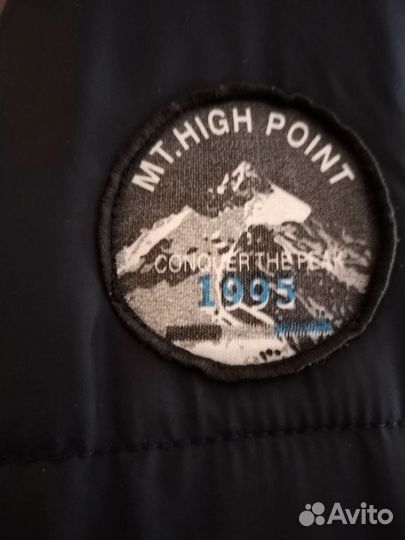 MT.HIGH POINT
CONQUER THE PEAK
1995
Avito